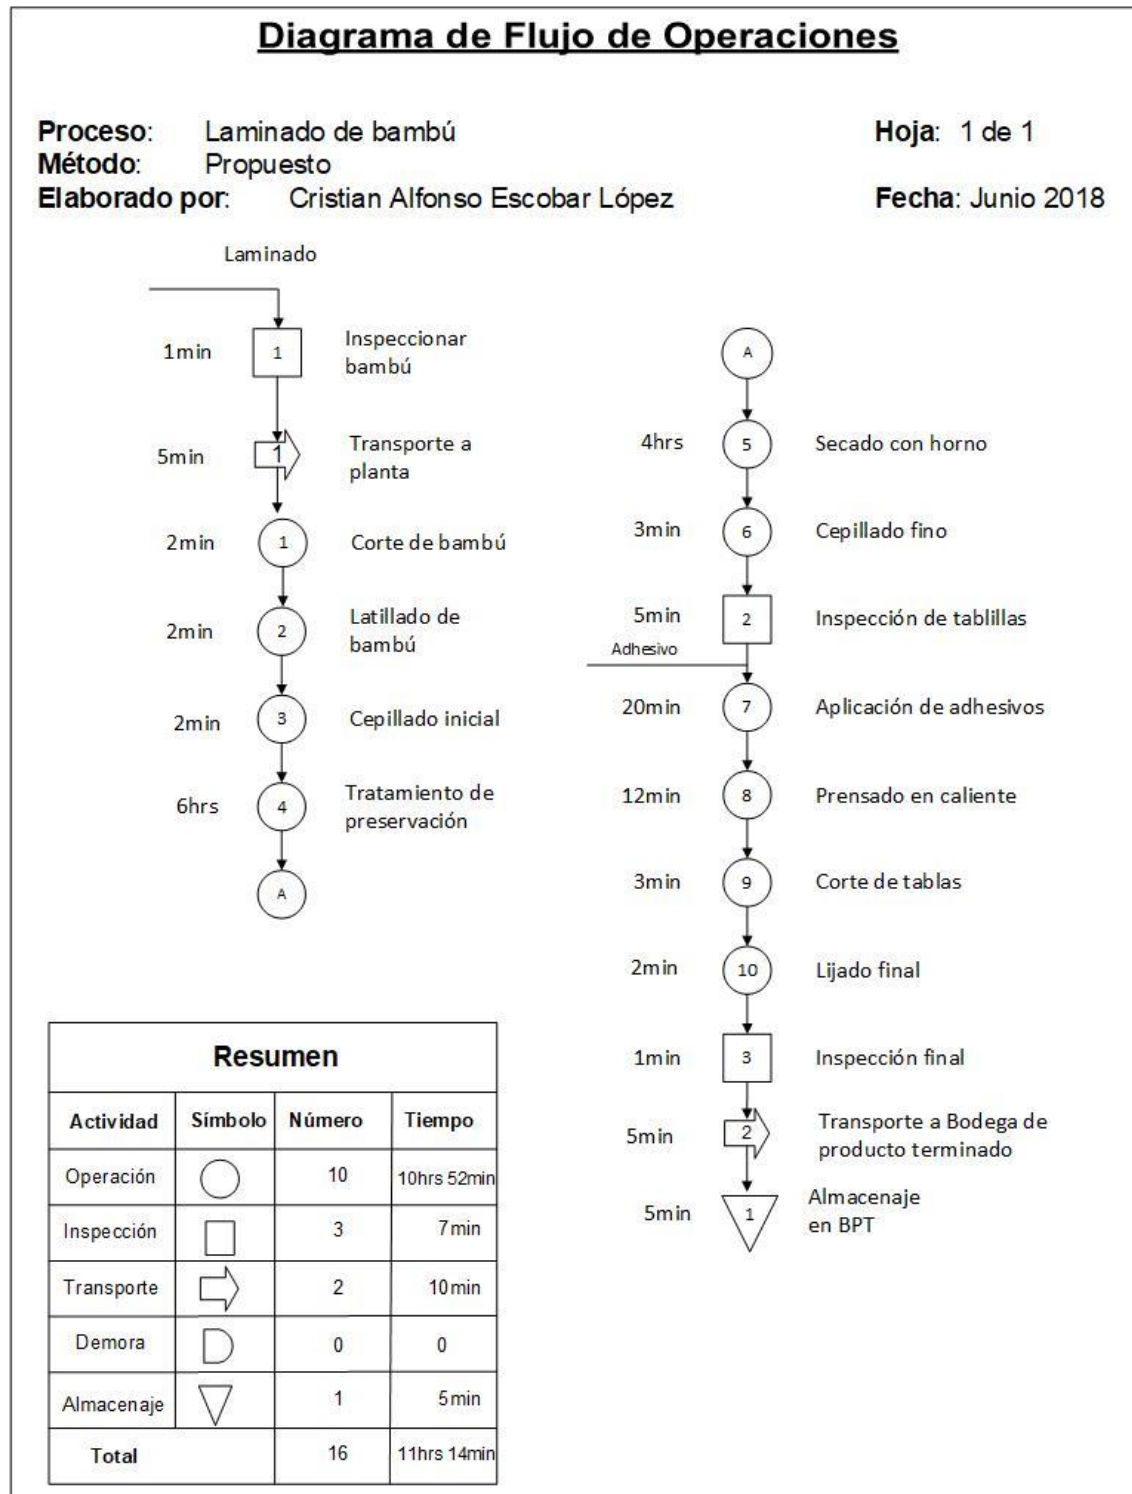 Diagrama de Flujo de Operaciones
Proceso: Laminado de bambú
Hoja: 1 de 1
Método: Propuesto
Elaborado por: Cristian Alfonso Escobar López
Fecha: Junio 2018
Laminado
1min 1 Inspeccionar
bambú
5min 1 Transporte a
planta
2min 1 Corte de bambú
2min 2 Latillado de
bambú
2min 3 Cepillado inicial
6hrs 4 Tratamiento de
preservación
A
A
4hrs 5 Secado con horno
3min 6 Cepillado fino
5min 2 Inspección de tablillas
Adhesivo
20min 7 Aplicación de adhesivos
12min 8 Prensado en caliente
3min 9 Corte de tablas
2min 10 Lijado final
1min 3 Inspección final
5min 2 Transporte a Bodega de
producto terminado
5min 1 Almacenaje
en BPT
Resumen
Actividad Símbolo Número Tiempo
Operación 10 10hrs 52min
Inspección 3 7min
Transporte 2 10min
Demora 0 0
Almacenaje 1 5min
Total 16 11hrs 14min